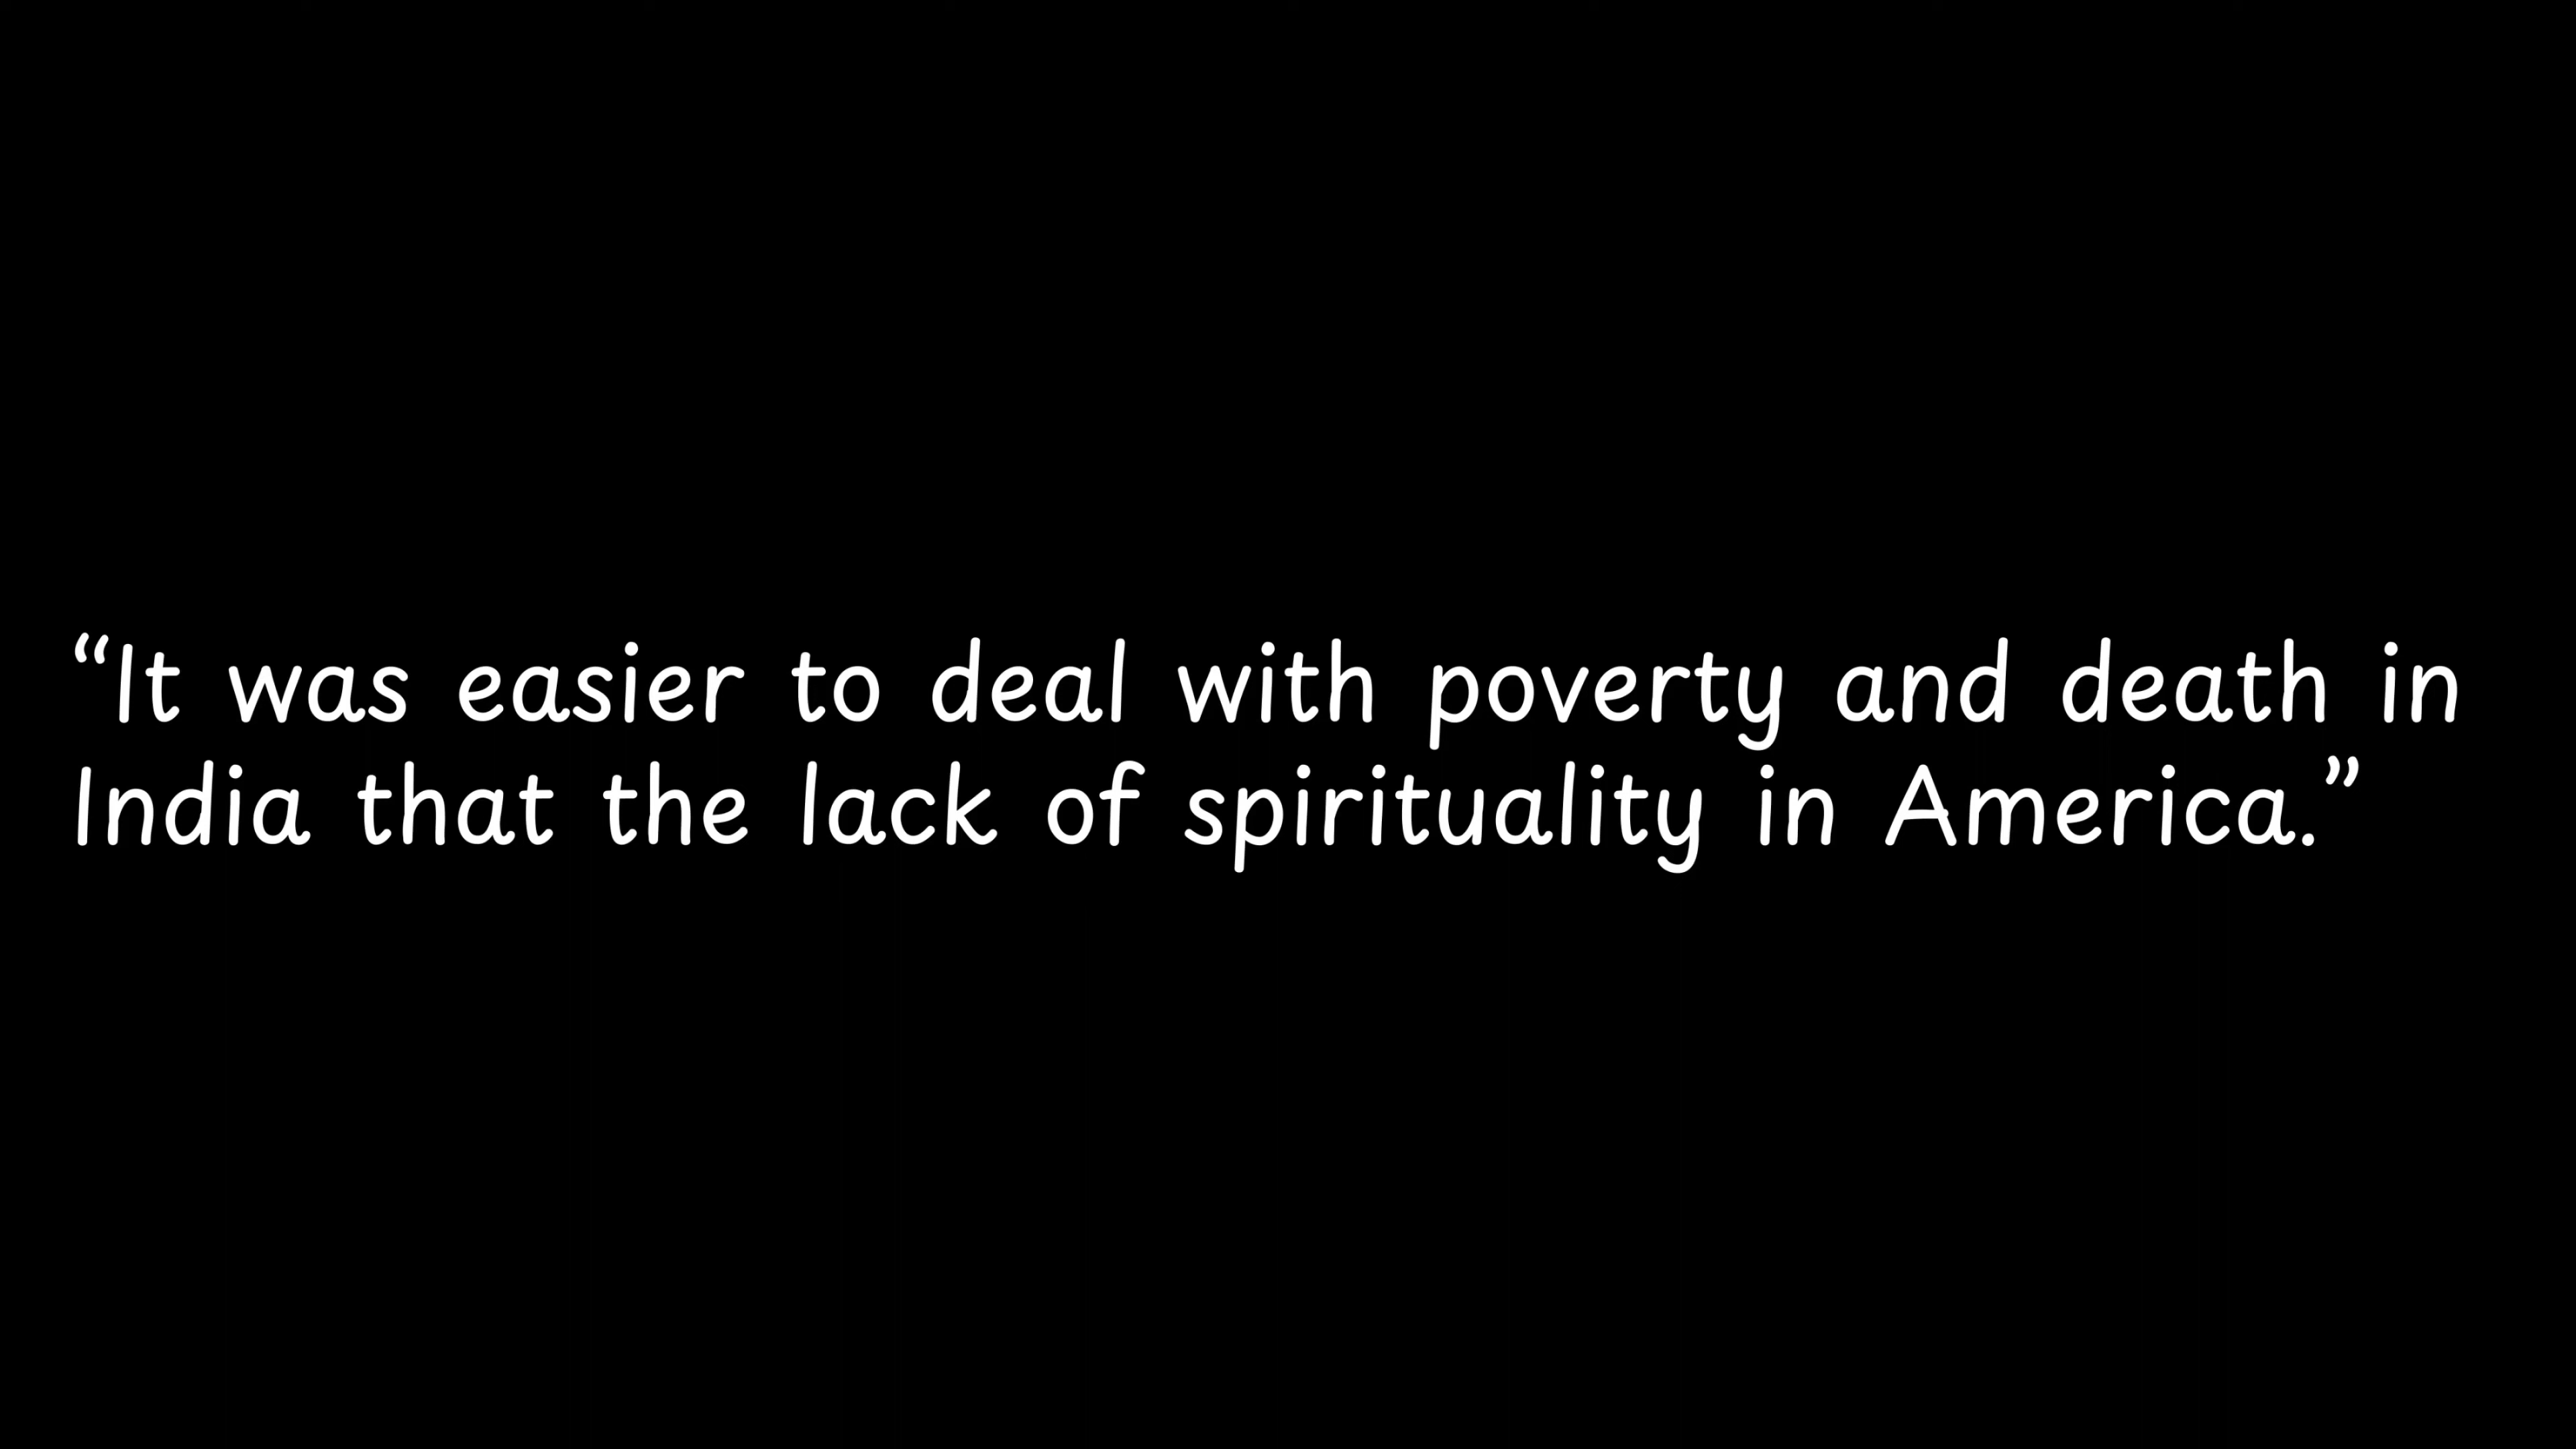 “It was easier to deal with poverty and death in
India that the lack of spirituality in America.”